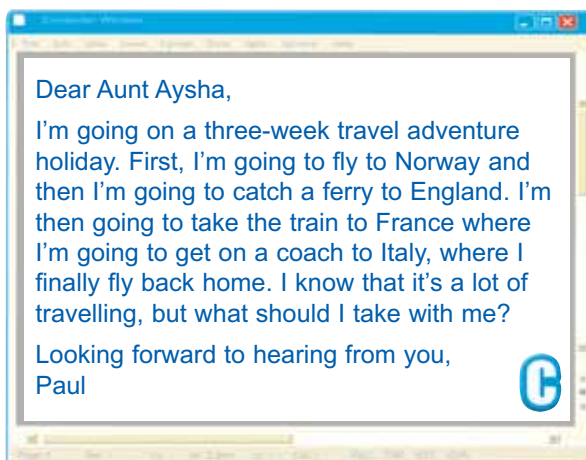 Dear Aunt Aysha,
I'm going on a three-week travel adventure
holiday. First, I'm going to fly to Norway and
then I'm going to catch a ferry to England. I'm
then going to take the train to France where
I'm going to get on a coach to Italy, where I
finally fly back home. I know that it's a lot of
travelling, but what should I take with me?
Looking forward to hearing from you,
Paul
C